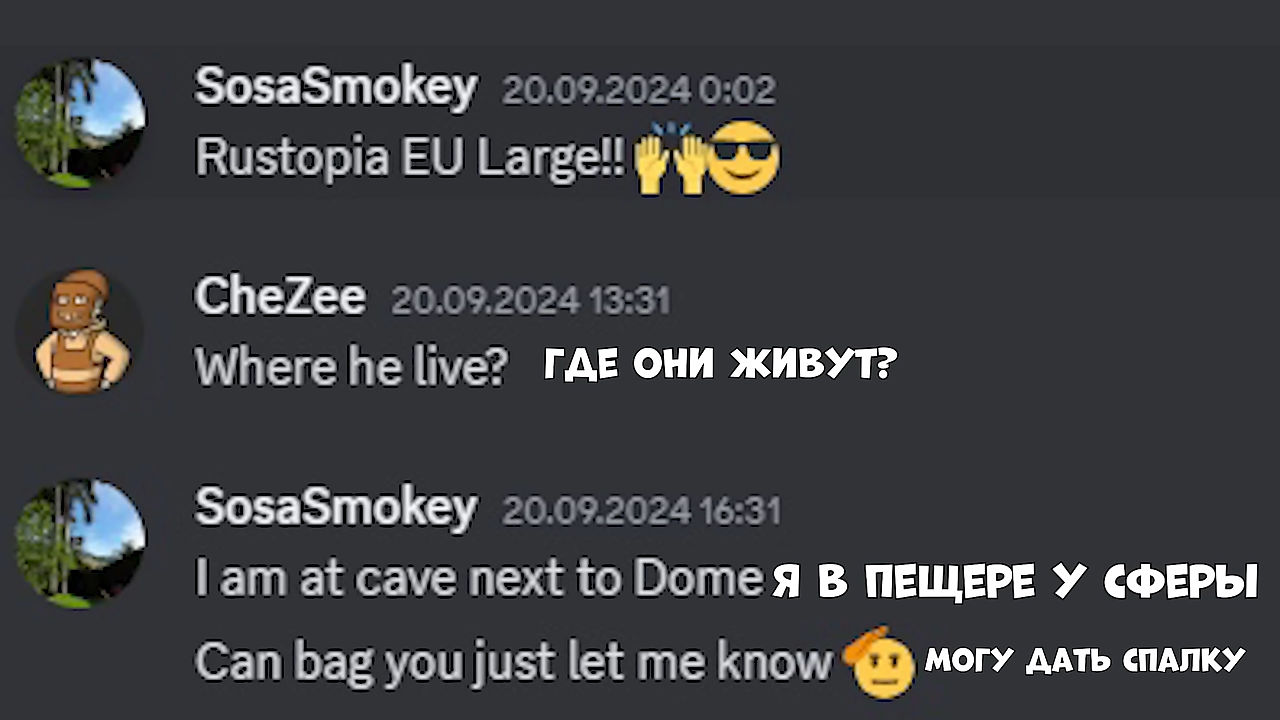 SosaSmokey 20.09.2024 0:02
Rustopia EU Large!! 🙌😎
CheZee 20.09.2024 13:31
Where he live? ГДЕ ОНИ ЖИВУТ?
SosaSmokey 20.09.2024 16:31
I am at cave next to Dome Я В ПЕЩЕРЕ У СФЕРЫ
Can bag you just let me know 🫡 МОГУ ДАТЬ СПАЛКУ